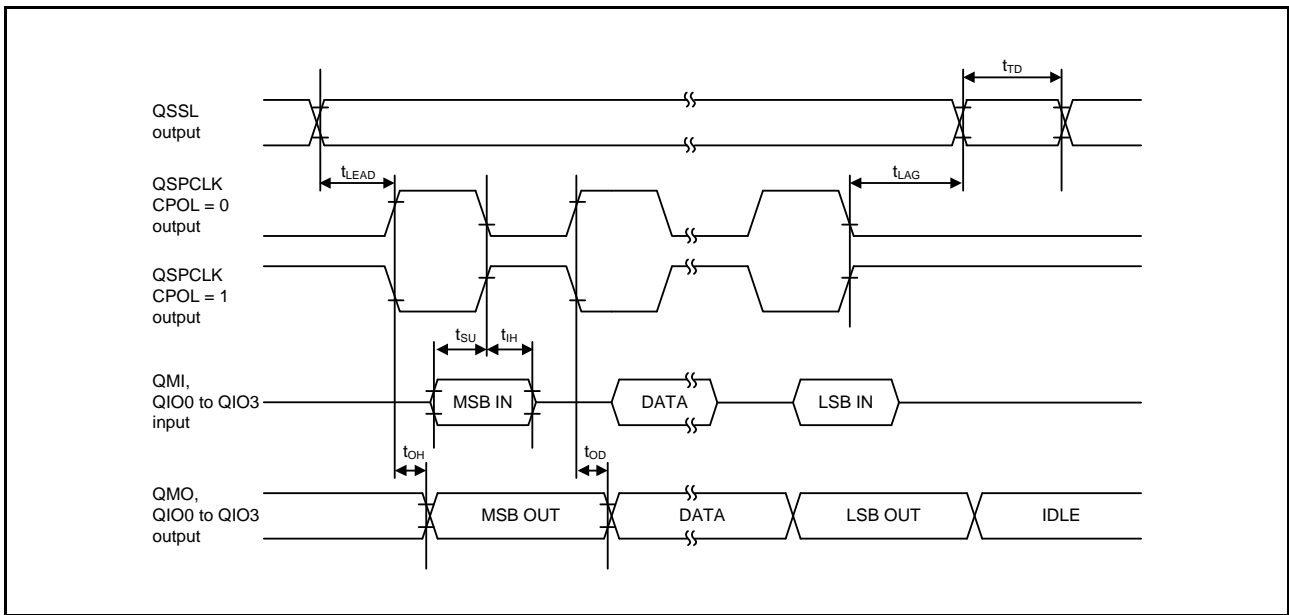 tTD
QSSL
output
tLEAD
tLAG
QSPCLK
CPOL = 0
output
QSPCLK
CPOL = 1
output
tSU
tIH
QMI,
QIO0 to QIO3
input
MSB IN
DATA
LSB IN
tOH
tOD
QMO,
QIO0 to QIO3
output
MSB OUT
DATA
LSB OUT
IDLE